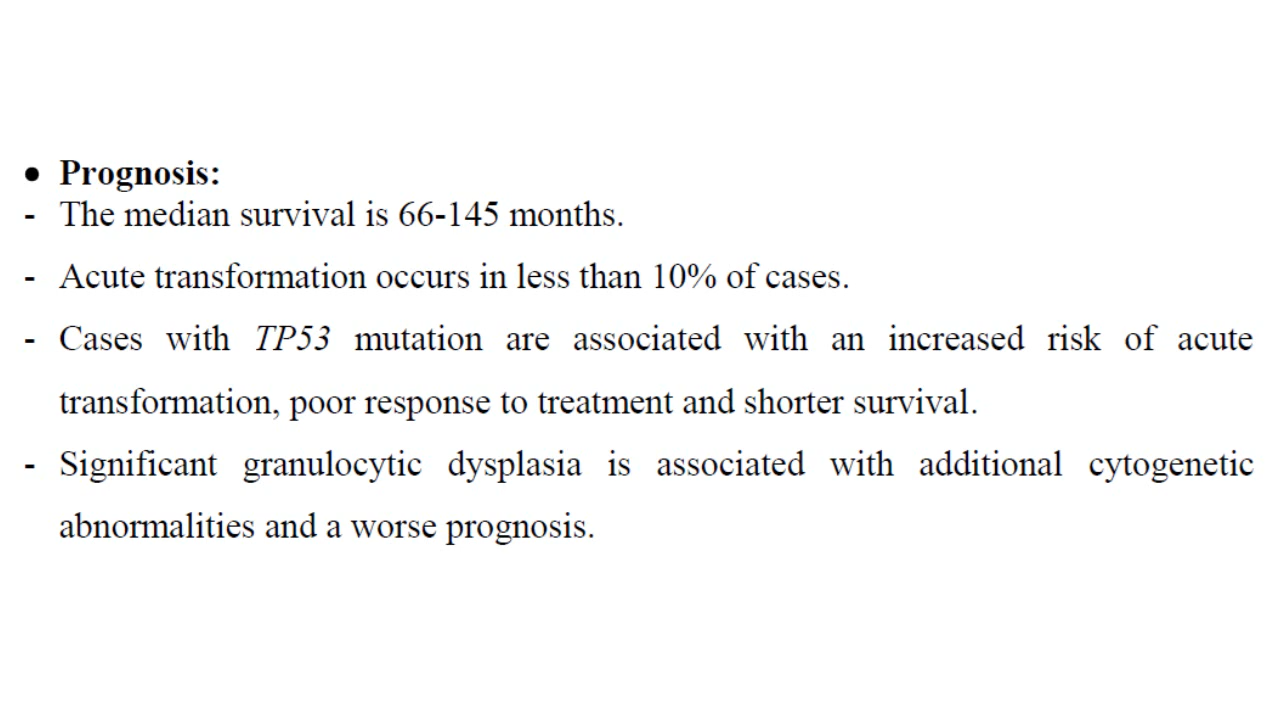 • Prognosis:
- The median survival is 66-145 months.
- Acute transformation occurs in less than 10% of cases.
- Cases with TP53 mutation are associated with an increased risk of acute
transformation, poor response to treatment and shorter survival.
- Significant granulocytic dysplasia is associated with additional cytogenetic
abnormalities and a worse prognosis.